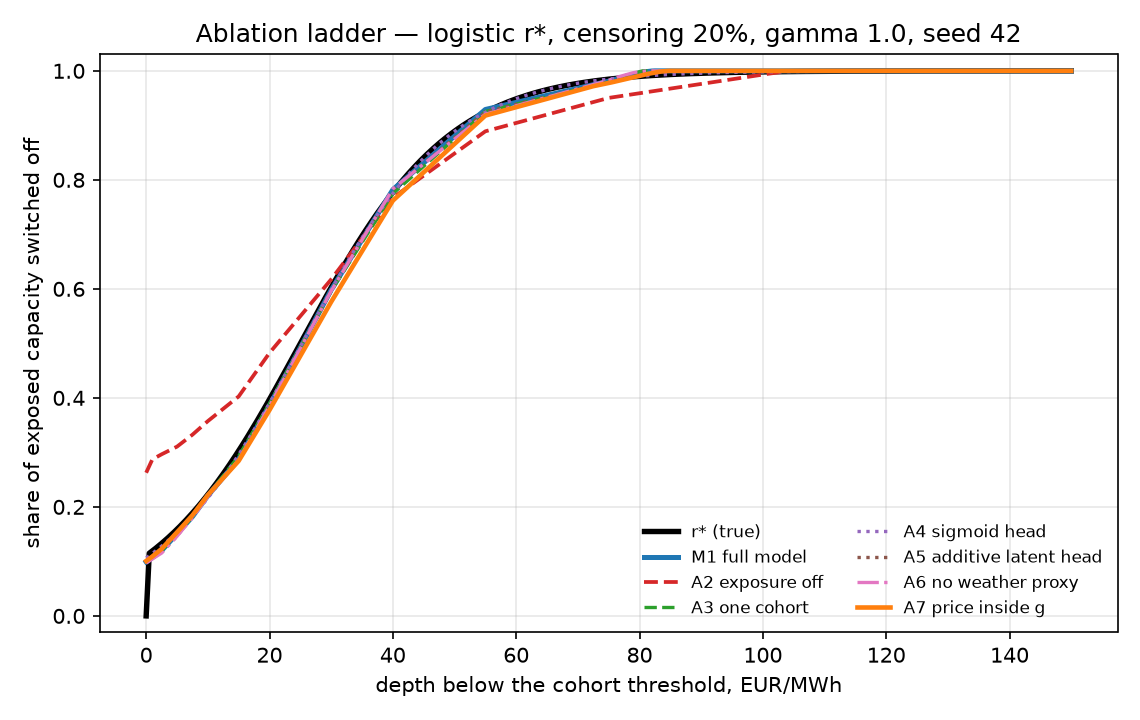 Ablation ladder — logistic r*, censoring 20%, gamma 1.0, seed 42
share of exposed capacity switched off
1.0
0.8
0.6
0.4
0.2
0.0
r* (true)
M1 full model
A2 exposure off
A3 one cohort
A4 sigmoid head
A5 additive latent head
A6 no weather proxy
A7 price inside g
0 20 40 60 80 100 120 140
depth below the cohort threshold, EUR/MWh